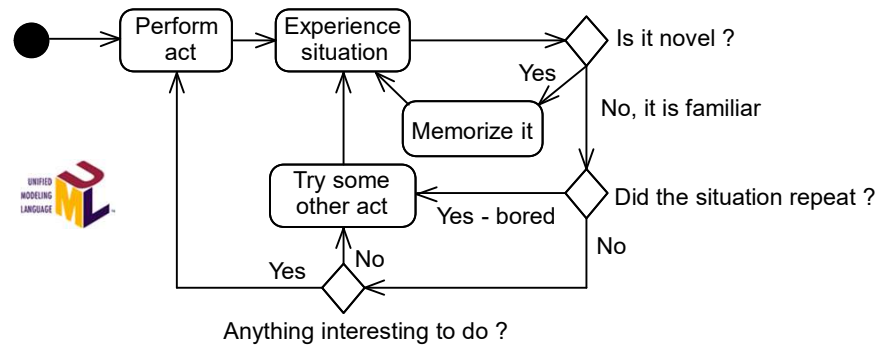 Perform
act
Experience
situation
Is it novel ?
Yes
No, it is familiar
Memorize it
Try some
other act
Did the situation repeat ?
Yes - bored
No
UNIFIED
MODELING
LANGUAGE
UML
Yes
No
Anything interesting to do ?